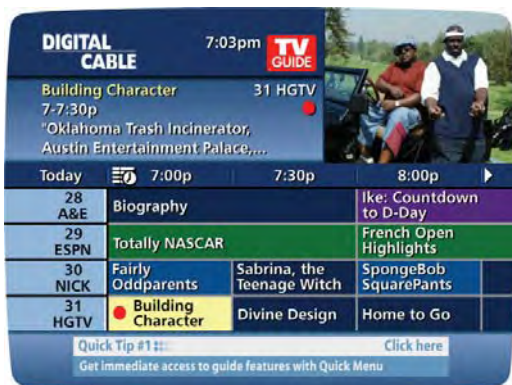 DIGITAL
CABLE
7:03pm
TV
GUIDE
Building Character
31 HGTV
7-7:30p
"Oklahoma Trash Incinerator,
Austin Entertainment Palace,...
Today 7:00p 7:30p 8:00p
28
A&E
Biography
Ike: Countdown
to D-Day
29
ESPN
Totally NASCAR
French Open
Highlights
30
NICK
Fairly
Oddparents
Sabrina, the
Teenage Witch
SpongeBob
SquarePants
31
HGTV
Building
Character
Divine Design
Home to Go
Quick Tip #1
Click here
Get immediate access to guide features with Quick Menu